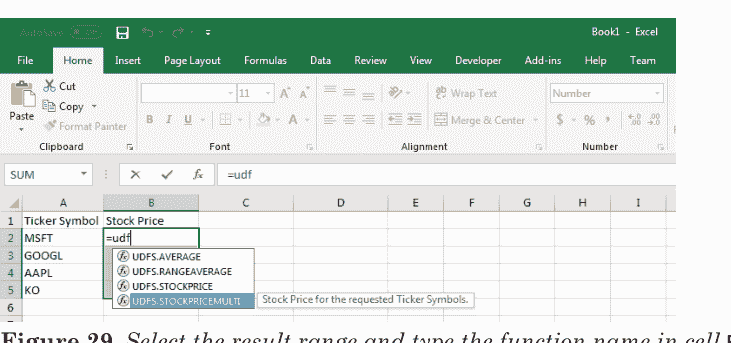 AutoSave Off
Book1 - Excel
File Home Insert Page Layout Formulas Data Review View Developer Add-ins Help Team
Cut
Copy
Format Painter
Paste
11 A A
Wrap Text
Merge & Center
Number
B I U A
$ % ,
Clipboard Font Alignment Number
SUM =udf
A B C D E F G H I
1 Ticker Symbol Stock Price
2 MSFT =udf
3 GOOGL UDFS.AVERAGE
4 AAPL UDFS.RANGEAVERAGE
5 KO UDFS.STOCKPRICE
6 UDFS.STOCKPRICEMULTI Stock Price for the requested Ticker Symbols.
Figure 29. Select the result range and type the function name in cell